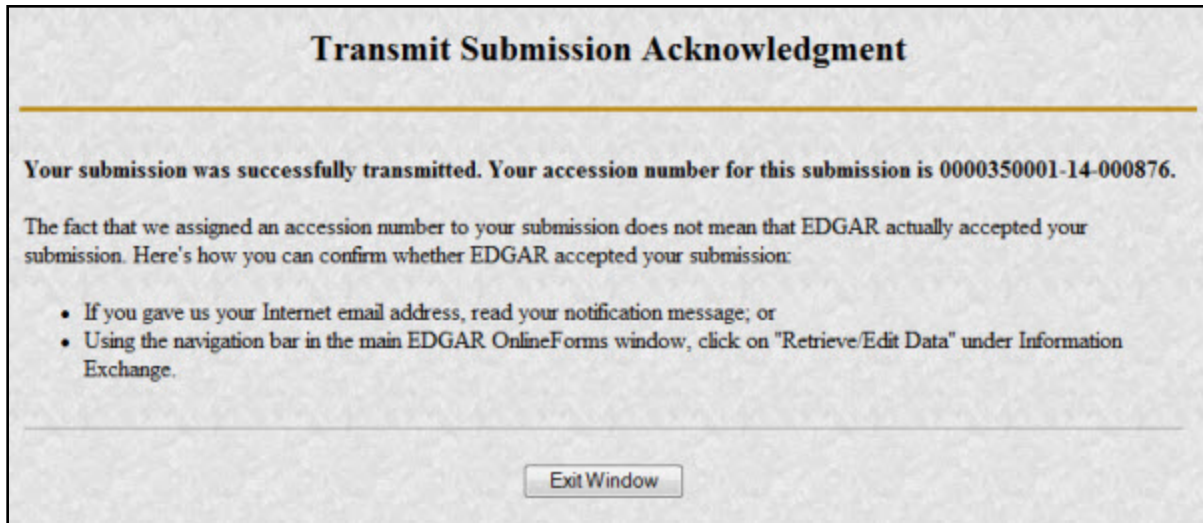 Transmit Submission Acknowledgment
Your submission was successfully transmitted. Your accession number for this submission is 0000350001-14-000876.
The fact that we assigned an accession number to your submission does not mean that EDGAR actually accepted your
submission. Here's how you can confirm whether EDGAR accepted your submission:
• If you gave us your Internet email address, read your notification message; or
• Using the navigation bar in the main EDGAR OnlineForms window, click on "Retrieve/Edit Data" under Information
Exchange.
Exit Window